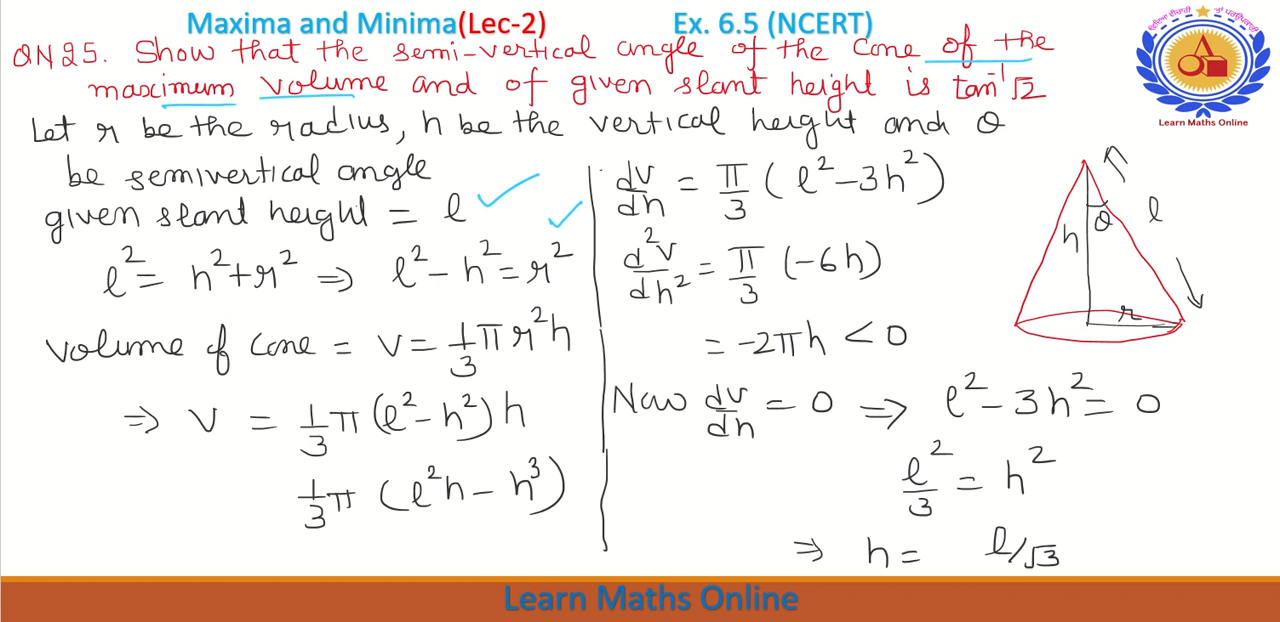 Maxima and Minima(Lec-2) Ex. 6.5 (NCERT)
QN 25. Show that the semi-vertical angle of the cone of the
maximum volume and of given slant height is tan⁻¹√2
Let r be the radius, h be the vertical height and θ
be semivertical angle
given slant height = l
l² = h² + r² ⇒ l² - h² = r²
volume of cone = v = 1/3 π r² h
⇒ v = 1/3 π (l² - h²) h
1/3 π (l²h - h³)
dv/dh = π/3 (l² - 3h²)
d²v/dh² = π/3 (-6h)
= -2πh < 0
Now dv/dh = 0 ⇒ l² - 3h² = 0
l²/3 = h²
⇒ h = l/√3
h θ l
r
Learn Maths Online
Learn Maths Online